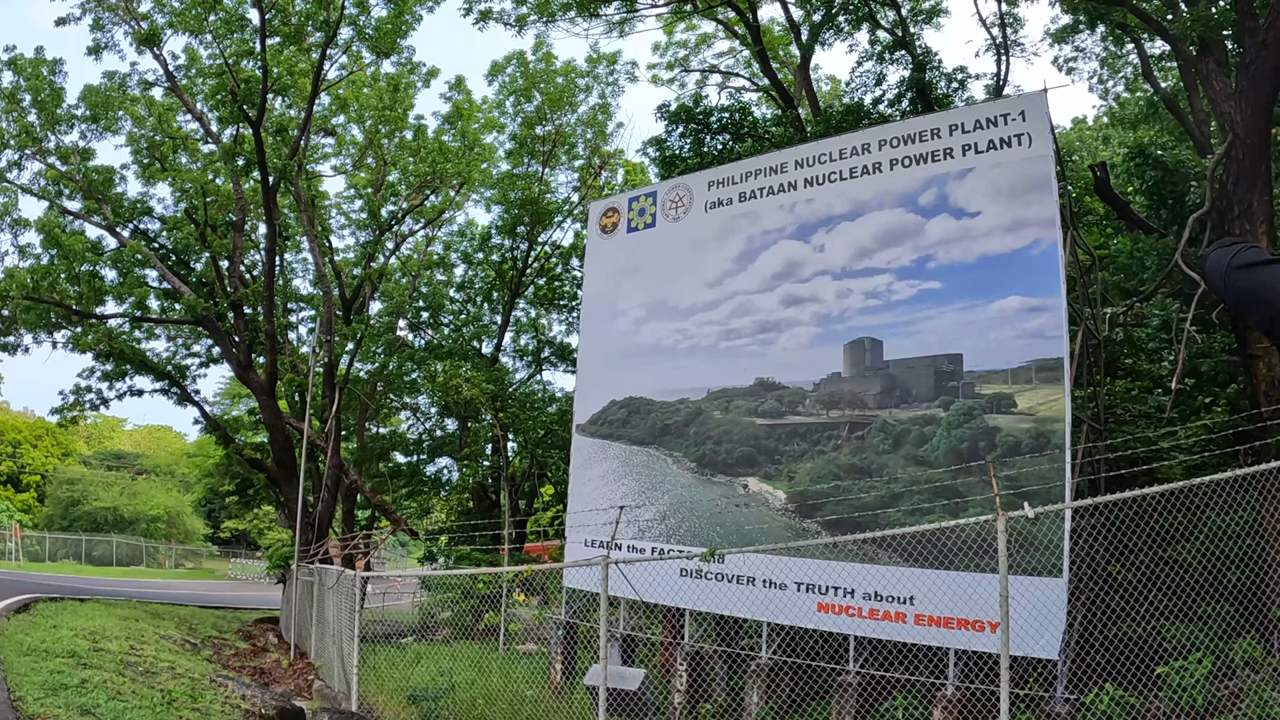 PHILIPPINE NUCLEAR POWER PLANT-1
(aka BATAAN NUCLEAR POWER PLANT)
LEARN the FACTS and
DISCOVER the TRUTH about
NUCLEAR ENERGY